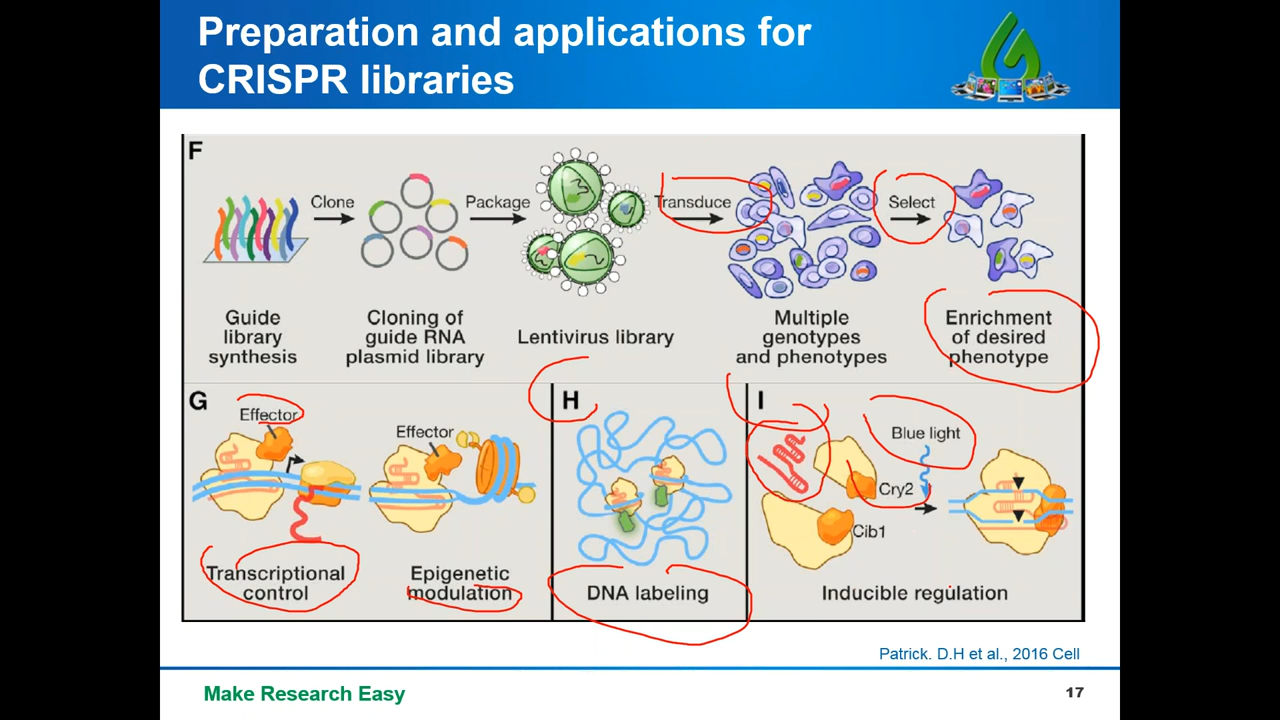 Preparation and applications for
CRISPR libraries
F
Clone
Package
Transduce
Select
Guide
library
synthesis
Cloning of
guide RNA
plasmid library
Lentivirus library
Multiple
genotypes
and phenotypes
Enrichment
of desired
phenotype
G
Effector
Effector
Transcriptional
control
Epigenetic
modulation
H
DNA labeling
I
Blue light
Cry2
Cib1
Inducible regulation
Patrick. D.H et al., 2016 Cell
Make Research Easy
17